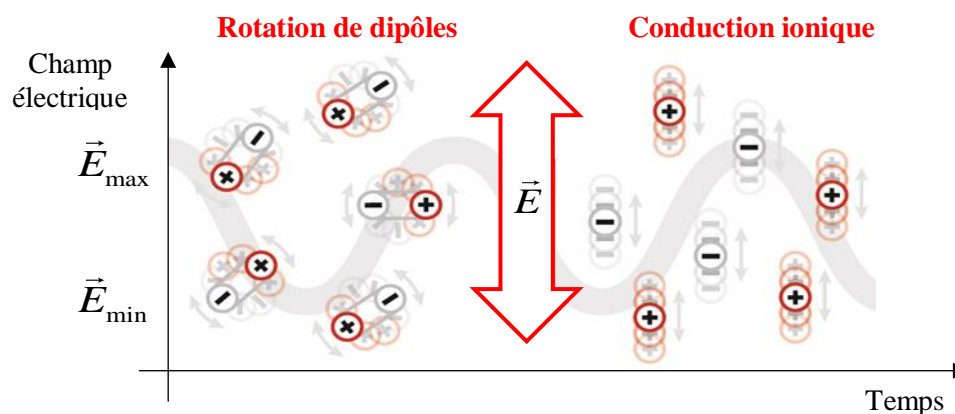 Rotation de dipôles
Conduction ionique
Champ
électrique
E⃗max
E⃗
E⃗min
Temps